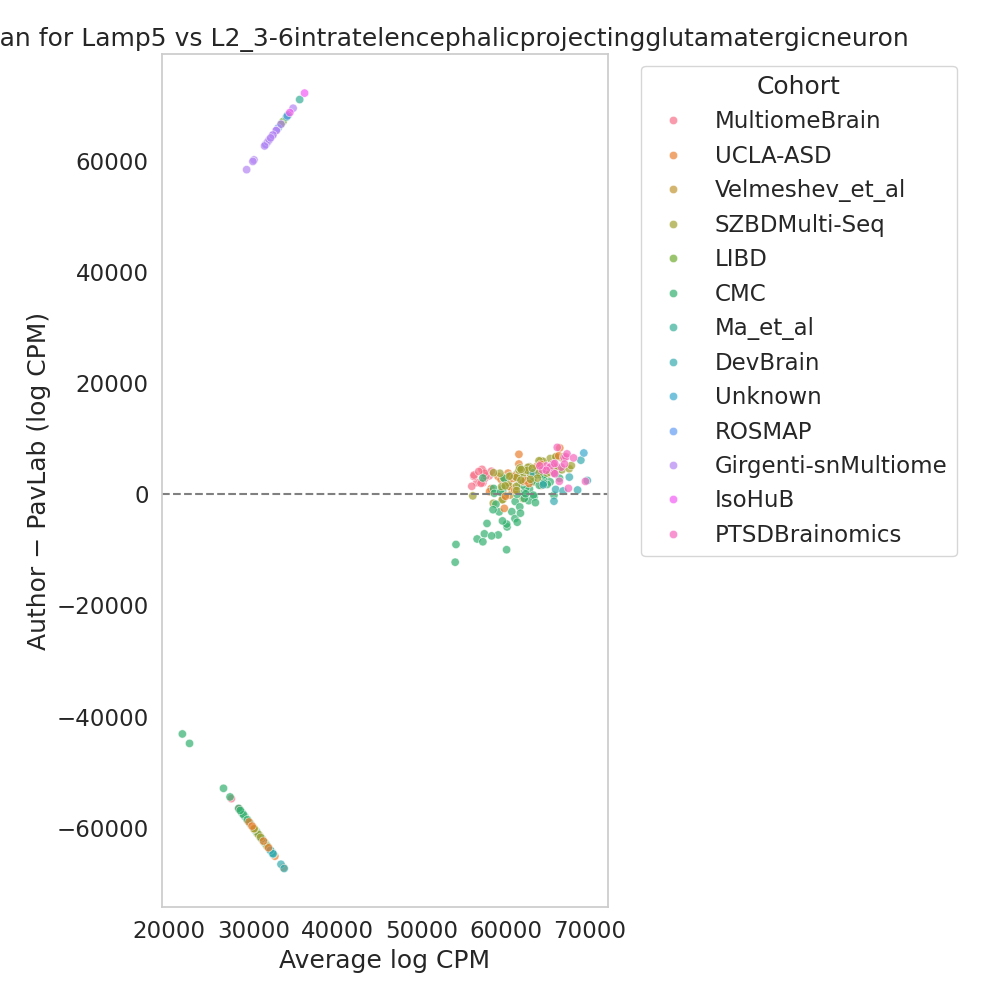 an for Lamp5 vs L2_3-6intratelencephalicprojectingglutamatergicneuron
Author — PavLab (log CPM)
60000
40000
20000
0
−20000
−40000
−60000
20000 30000 40000 50000 60000 70000
Average log CPM
Cohort
MultiomeBrain
UCLA-ASD
Velmeshev_et_al
SZBDMulti-Seq
LIBD
CMC
Ma_et_al
DevBrain
Unknown
ROSMAP
Girgenti-snMultiome
IsoHuB
PTSDBrainomics